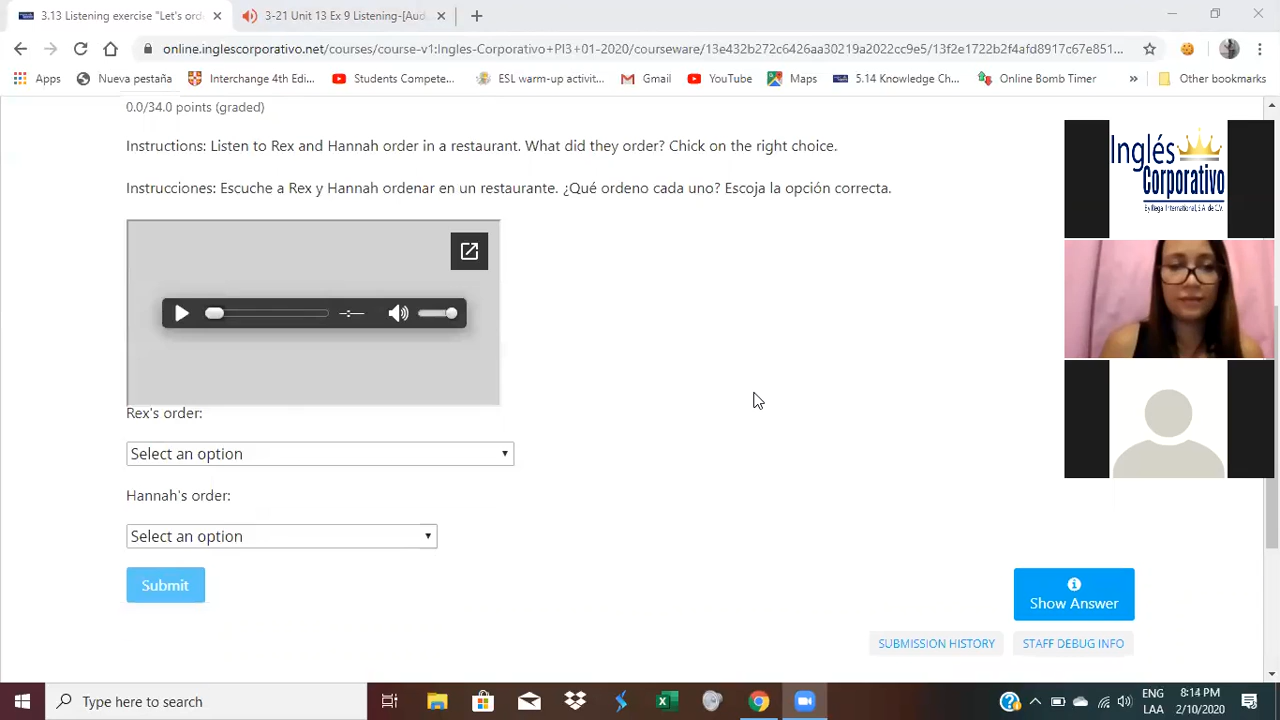 3.13 Listening exercise "Let's ord
3-21 Unit 13 Ex 9 Listening-[Aud
online.inglescorporativo.net/courses/course-v1:Ingles-Corporativo+PI3+01-2020/courseware/13e432b272c6426aa30219a2022cc9e5/13f2e1722b2f4afd8917c67e851...
Apps
Nueva pestaña
Interchange 4th Edi...
Students Compete...
ESL warm-up activit...
Gmail
YouTube
Maps
5.14 Knowledge Ch...
Online Bomb Timer
»
Other bookmarks
0.0/34.0 points (graded)
Instructions: Listen to Rex and Hannah order in a restaurant. What did they order? Chick on the right choice.
Instrucciones: Escuche a Rex y Hannah ordenar en un restaurante. ¿Qué ordeno cada uno? Escoja la opción correcta.
Inglés
Corporativo
By Rega International, S.A. de C.V.
-:-
Rex's order:
Select an option
Hannah's order:
Select an option
Submit
Show Answer
SUBMISSION HISTORY
STAFF DEBUG INFO
Type here to search
ENG
LAA
8:14 PM
2/10/2020